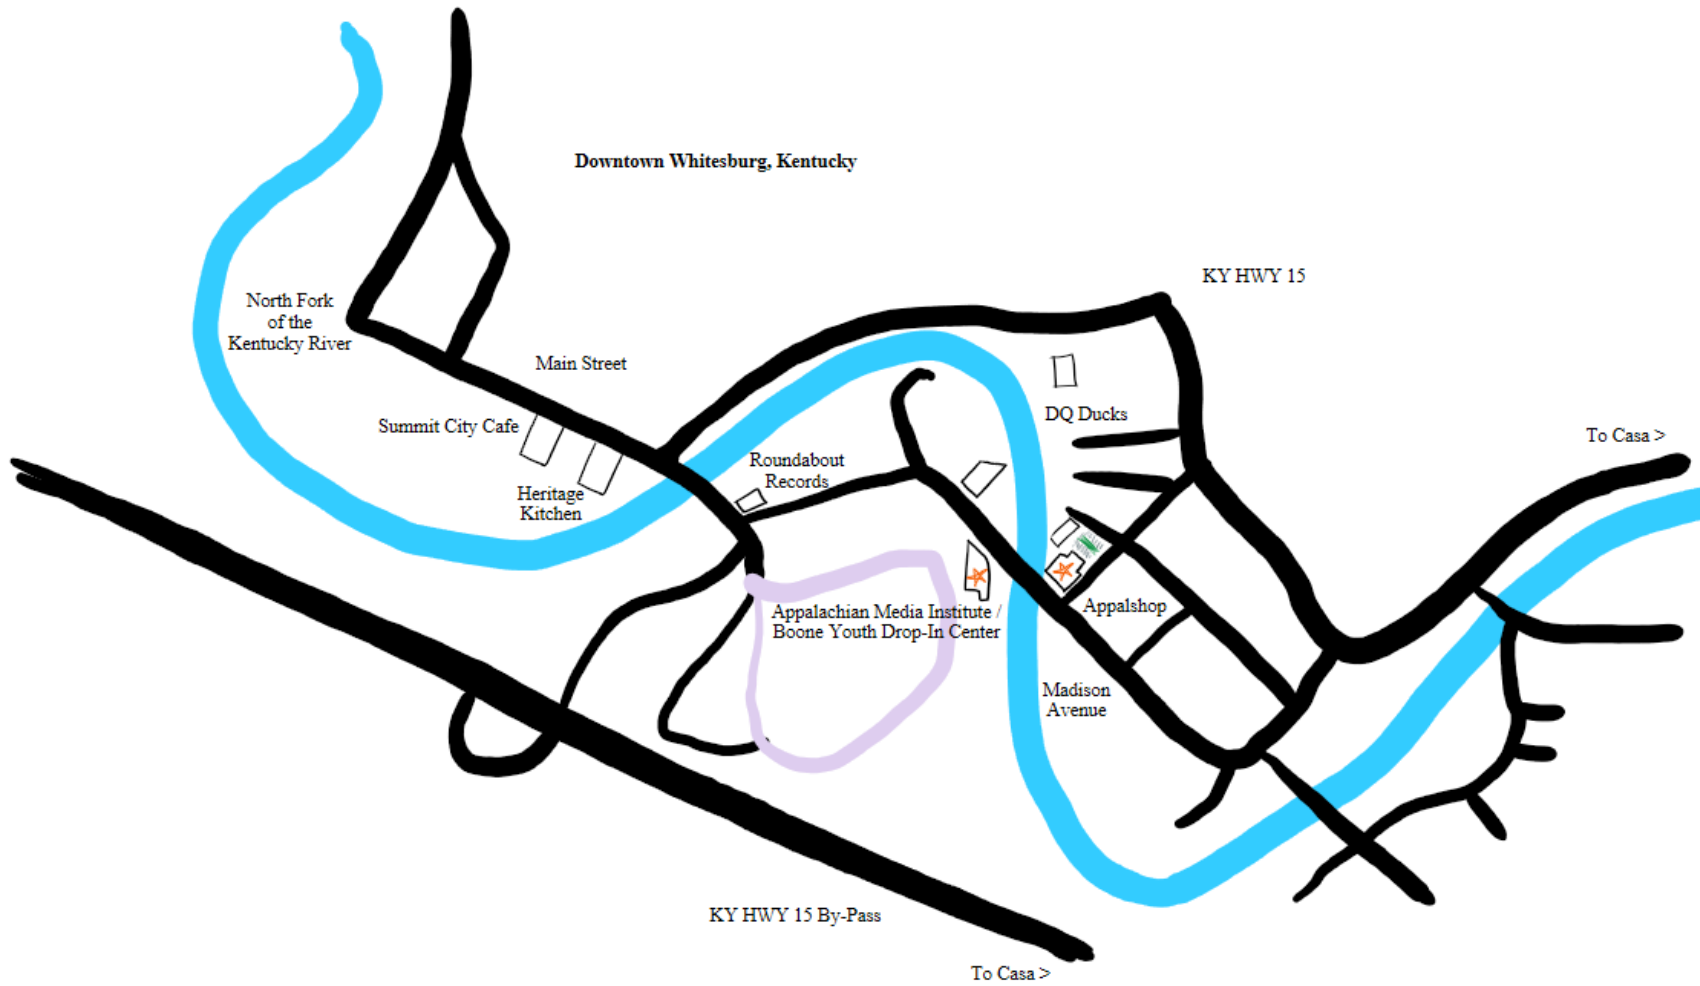 Downtown Whitesburg, Kentucky
KY HWY 15
North Fork
of the
Kentucky River
Main Street
Summit City Cafe
DQ Ducks
To Casa >
Roundabout
Records
Heritage
Kitchen
Appalachian Media Institute /
Boone Youth Drop-In Center
Appalshop
Madison
Avenue
KY HWY 15 By-Pass
To Casa >